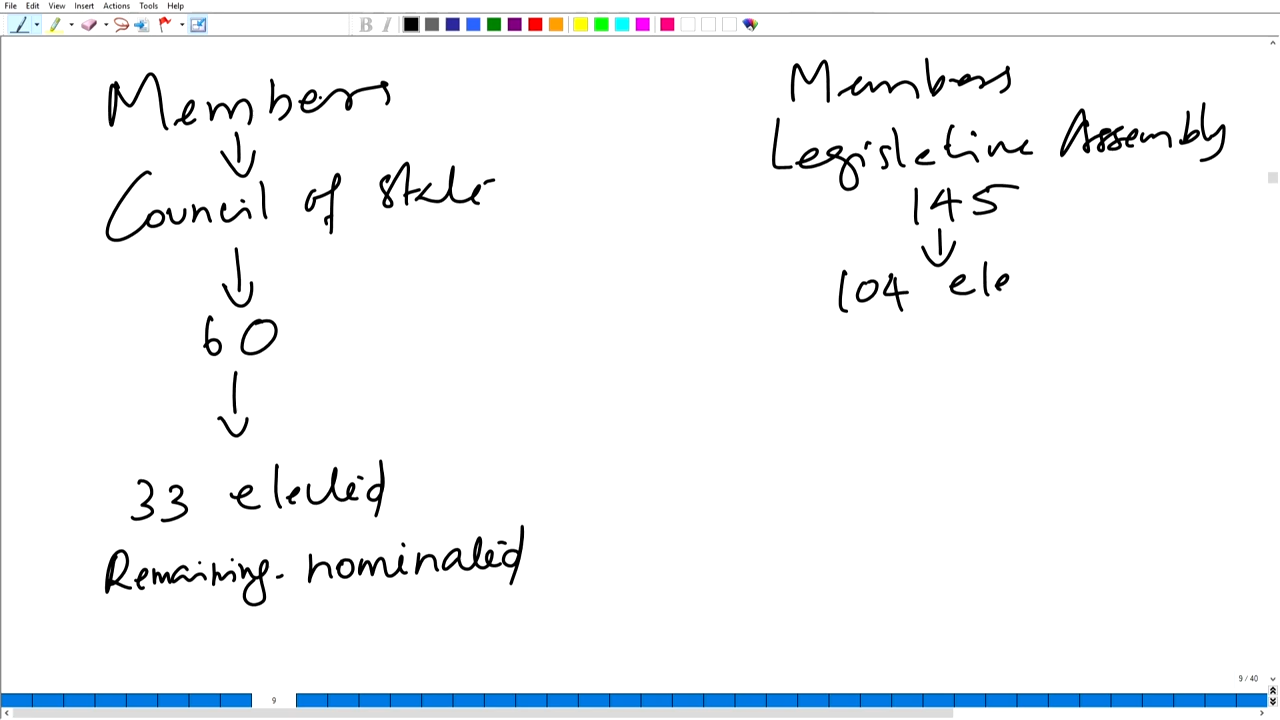 File Edit View Insert Actions Tools Help
B I
Members
Council of state
60
33 elected
Remaining - nominated
Members
Legislative Assembly
145
104 ele
9 / 40
9